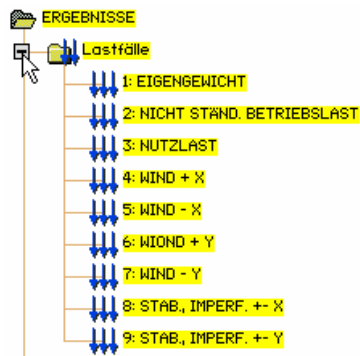 ERGEBNISSE
Lastfälle
1: EIGENGEWICHT
2: NICHT STÄND. BETRIEBSLAST
3: NUTZLAST
4: WIND + X
5: WIND - X
6: WIOND + Y
7: WIND - Y
8: STAB., IMPERF. +- X
9: STAB., IMPERF. +- Y